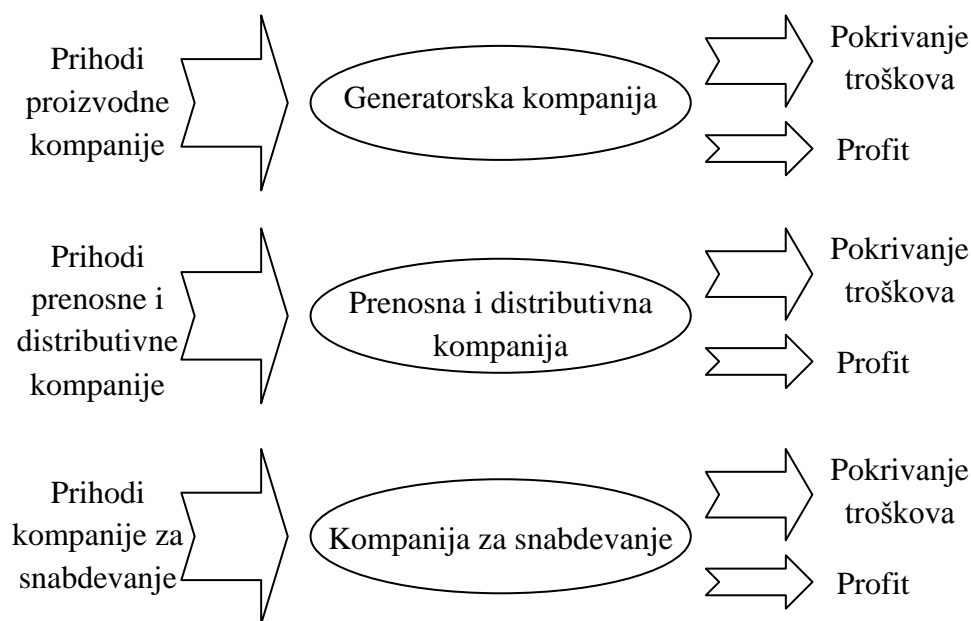 Prihodi
proizvodne
kompanije
Generatorska kompanija
Pokrivanje
troškova
Profit
Prihodi
prenosne i
distributivne
kompanije
Prenosna i distributivna
kompanija
Pokrivanje
troškova
Profit
Prihodi
kompanije za
snabdevanje
Kompanija za snabdevanje
Pokrivanje
troškova
Profit